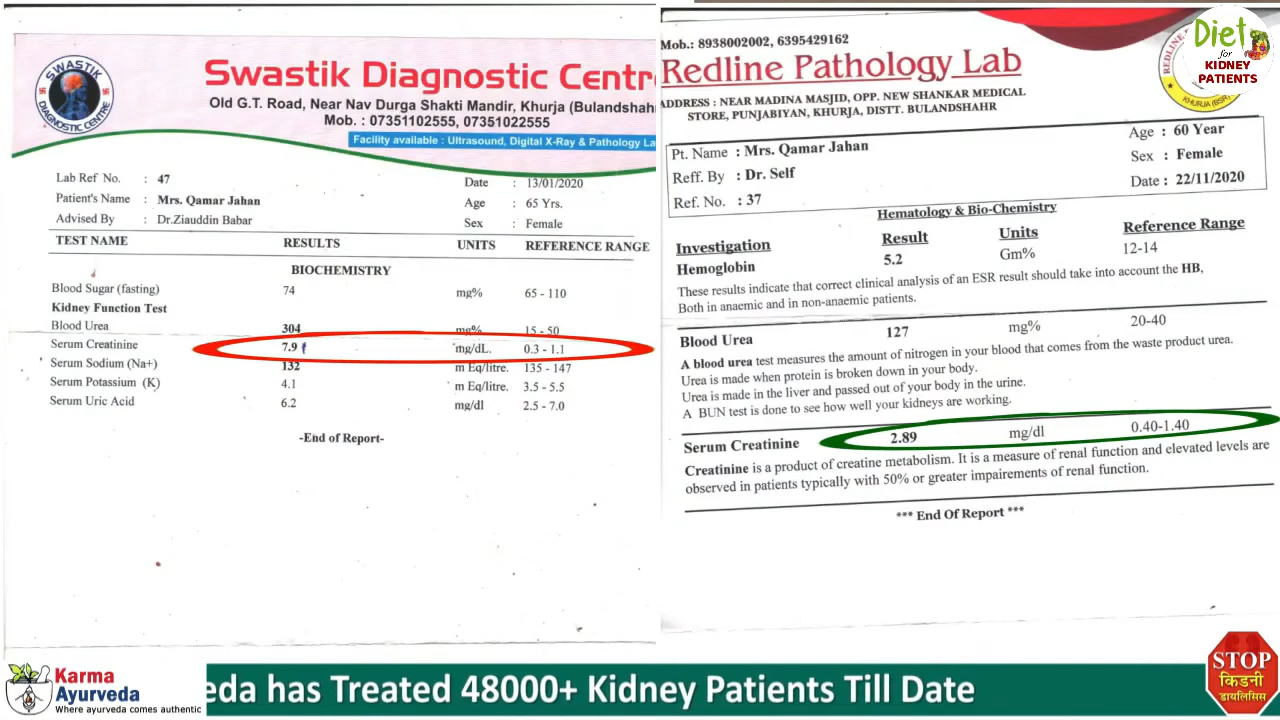 SWASTIK
DIAGNOSTIC CENTRE
Swastik Diagnostic Centr
Old G.T. Road, Near Nav Durga Shakti Mandir, Khurja (Bulandshahr
Mob. : 07351102555, 07351022555
Facility available : Ultrasound, Digital X-Ray & Pathology La
Lab Ref No. : 47
Date : 13/01/2020
Patient's Name : Mrs. Qamar Jahan
Age : 65 Yrs.
Advised By : Dr.Ziauddin Babar
Sex : Female
TEST NAME RESULTS UNITS REFERENCE RANGE
BIOCHEMISTRY
Blood Sugar (fasting) 74 mg% 65 - 110
Kidney Function Test
Blood Urea 304 mg% 15 - 50
Serum Creatinine 7.9 mg/dL. 0.3 - 1.1
Serum Sodium (Na+) 132 m Eq/litre. 135 - 147
Serum Potassium (K) 4.1 m Eq/litre. 3.5 - 5.5
Serum Uric Acid 6.2 mg/dl 2.5 - 7.0
-End of Report-
Mob.: 8938002002, 6395429162
Redline Pathology Lab
ADDRESS : NEAR MADINA MASJID, OPP. NEW SHANKAR MEDICAL
STORE, PUNJABIYAN, KHURJA, DISTT. BULANDSHAHR
KHURJA (BSR)
Diet
for
KIDNEY
PATIENTS
Age : 60 Year
Pt. Name : Mrs. Qamar Jahan
Sex : Female
Reff. By : Dr. Self
Date : 22/11/2020
Ref. No. : 37
Hematology & Bio-Chemistry
Investigation Result Units Reference Range
Hemoglobin 5.2 Gm% 12-14
These results indicate that correct clinical analysis of an ESR result should take into account the HB,
Both in anaemic and in non-anaemic patients.
Blood Urea 127 mg% 20-40
A blood urea test measures the amount of nitrogen in your blood that comes from the waste product urea.
Urea is made when protein is broken down in your body.
Urea is made in the liver and passed out of your body in the urine.
A BUN test is done to see how well your kidneys are working.
Serum Creatinine 2.89 mg/dl 0.40-1.40
Creatinine is a product of creatine metabolism. It is a measure of renal function and elevated levels are
observed in patients typically with 50% or greater impairments of renal function.
*** End Of Report ***
Karma
Ayurveda
Where ayurveda comes authentic
eda has Treated 48000+ Kidney Patients Till Date
STOP
किडनी
डायलिसिस